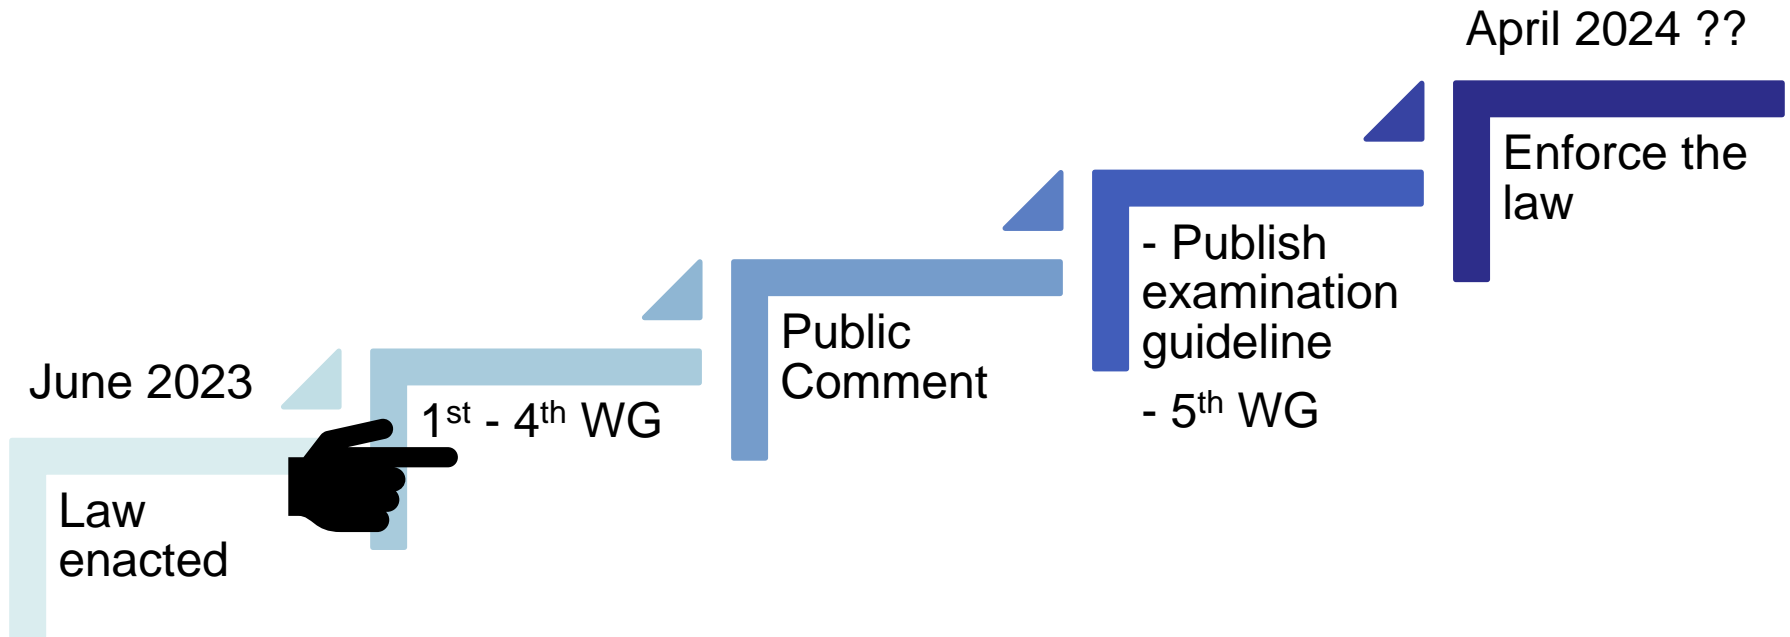 June 2023
Law
enacted
1st - 4th WG
Public
Comment
- Publish
examination
guideline
- 5th WG
April 2024 ??
Enforce the
law